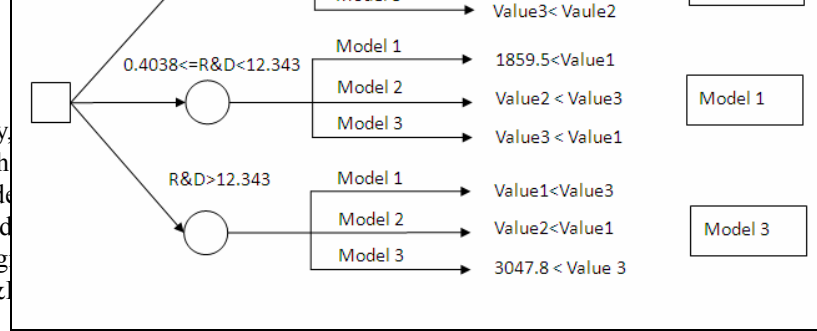 Value3< Vaule2
Model 1
1859.5<Value1
0.4038<=R&D<12.343
Model 2
Value2 < Value3
Model 1
Model 3
Value3 < Value1
R&D>12.343
Model 1
Value1<Value3
Model 2
Value2<Value1
Model 3
Model 3
3047.8 < Value 3